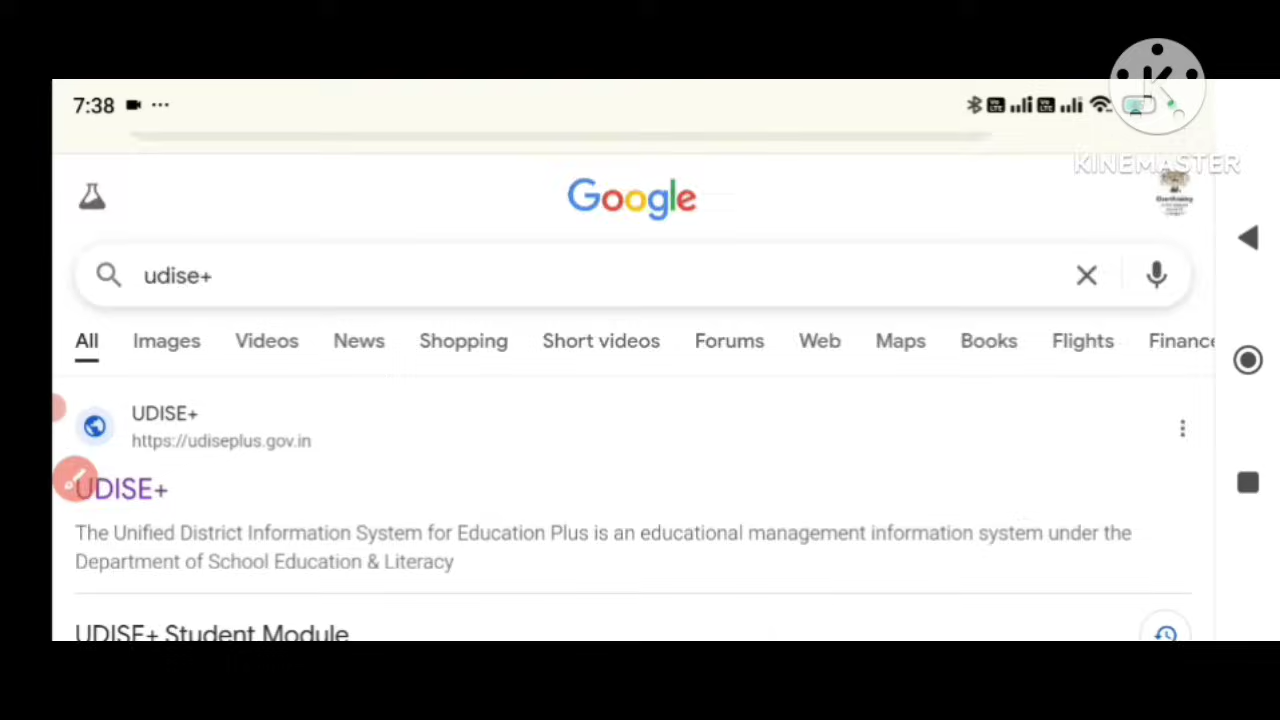 7:38
KINEMASTER
Google
udise+
All Images Videos News Shopping Short videos Forums Web Maps Books Flights Finance
UDISE+
https://udiseplus.gov.in
UDISE+
The Unified District Information System for Education Plus is an educational management information system under the
Department of School Education & Literacy
UDISE+ Student Module